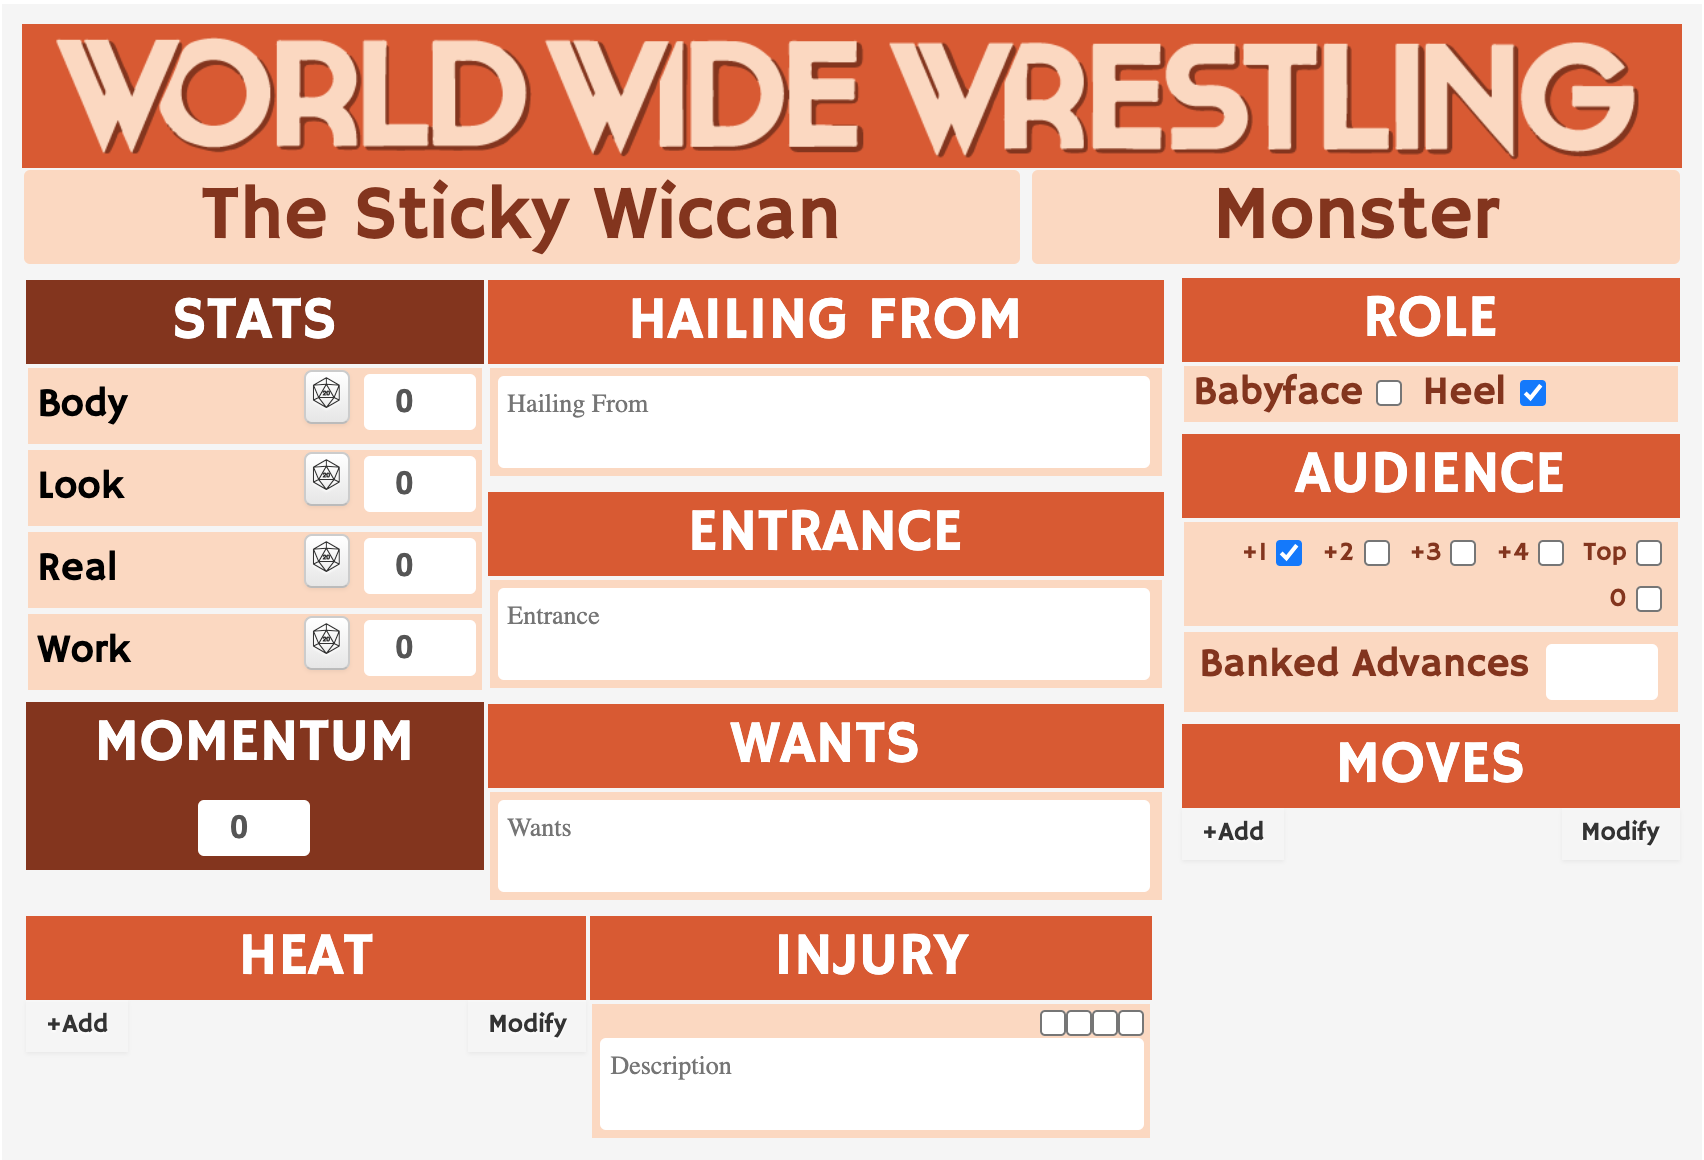 WORLD WIDE WRESTLING
The Sticky Wiccan
Monster
STATS
Body 0
Look 0
Real 0
Work 0
MOMENTUM
0
HAILING FROM
Hailing From
ENTRANCE
Entrance
WANTS
Wants
ROLE
Babyface Heel
AUDIENCE
+1 +2 +3 +4 Top
0
Banked Advances
MOVES
+Add Modify
HEAT
+Add Modify
INJURY
Description